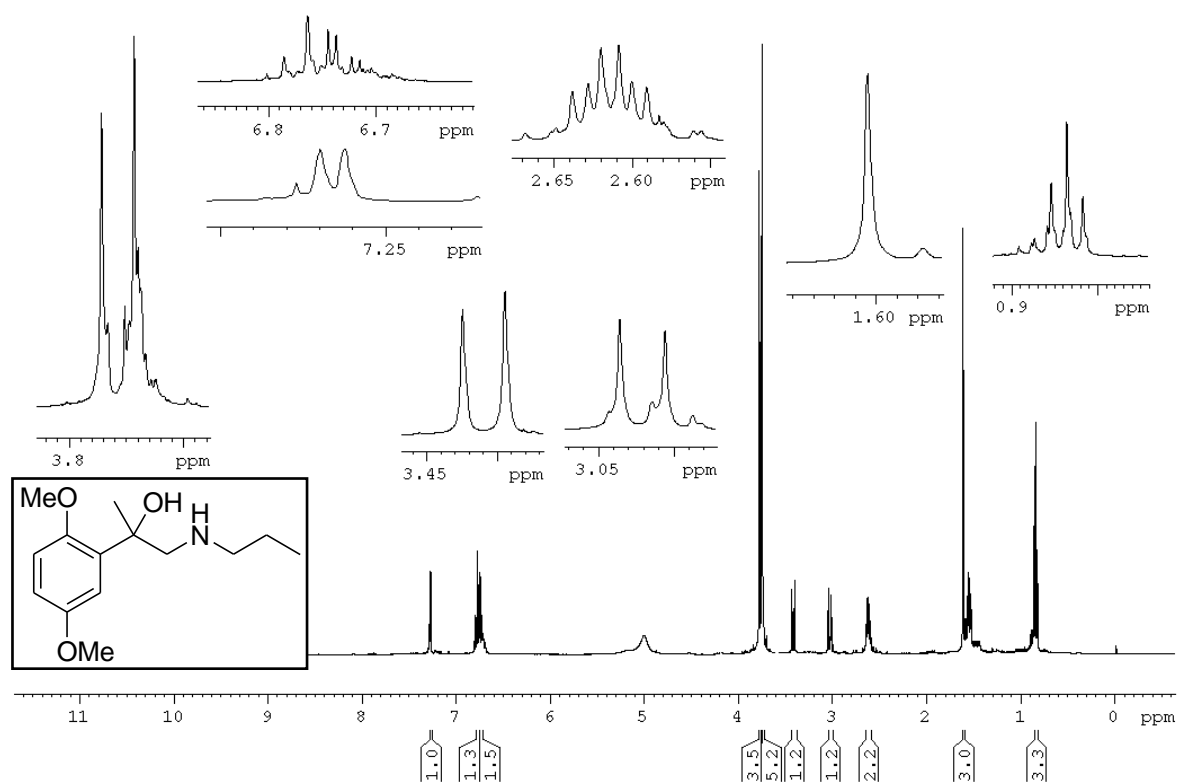 6.8 6.7 ppm
7.25 ppm
2.65 2.60 ppm
1.60 ppm
0.9 ppm
3.8 ppm
3.45 ppm
3.05 ppm
MeO
OH
H
N
OMe
11 10 9 8 7 6 5 4 3 2 1 0 ppm
1.0 1.3 1.5 3.5 5.2 1.2 1.2 2.2 3.0 3.3